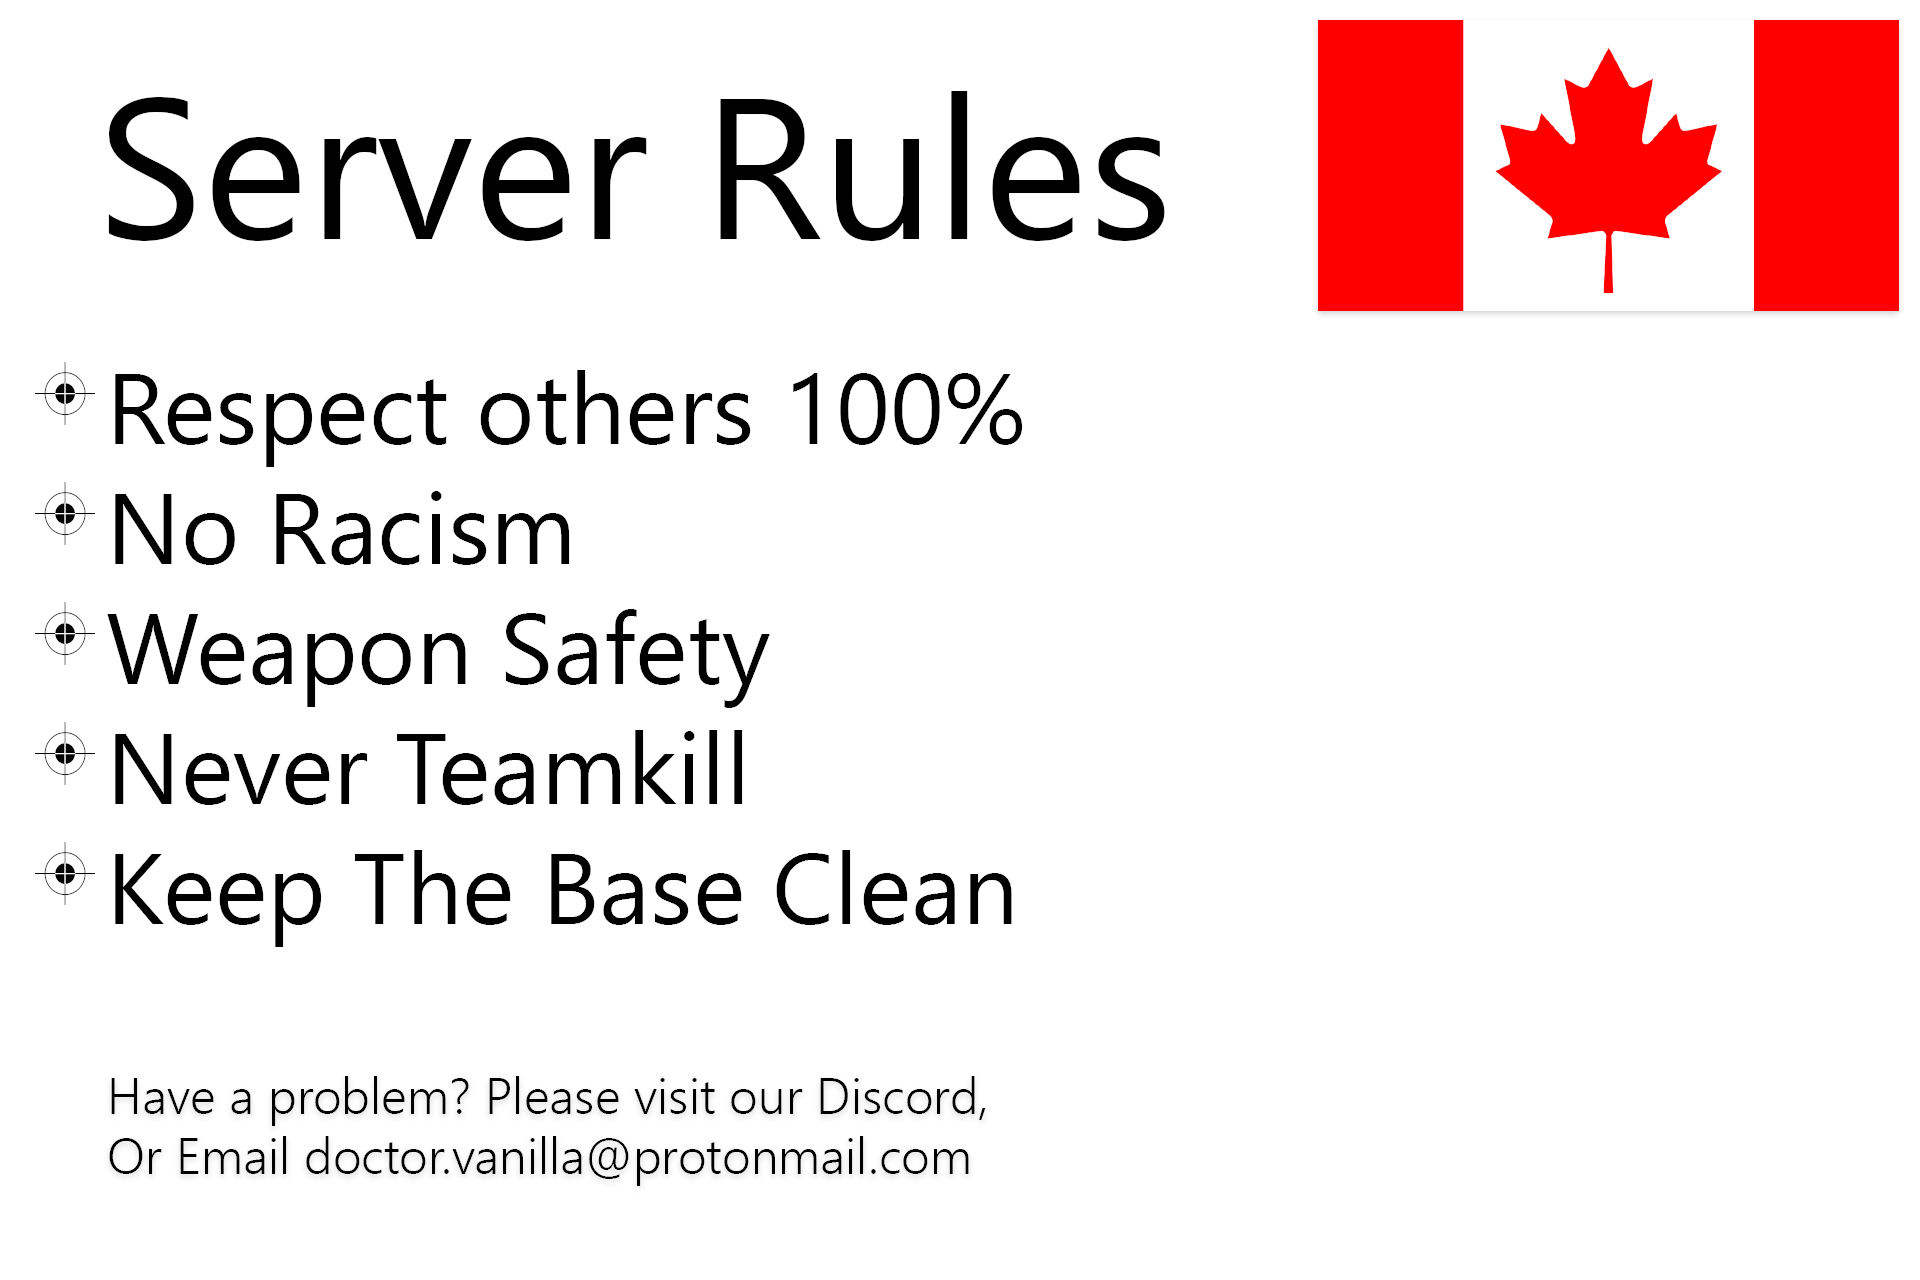 Server Rules
Respect others 100%
No Racism
Weapon Safety
Never Teamkill
Keep The Base Clean
Have a problem? Please visit our Discord,
Or Email doctor.vanilla@protonmail.com